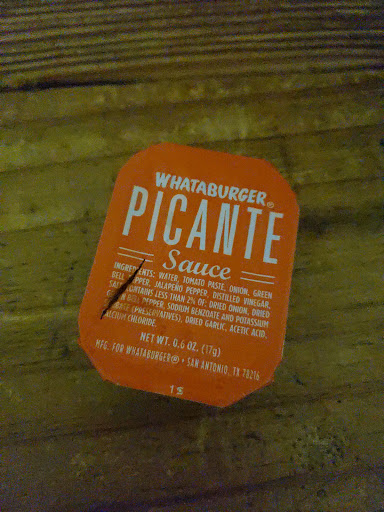 WHATABURGER®
PICANTE
Sauce
INGREDIENTS: WATER, TOMATO PASTE, ONION, GREEN
BELL PEPPER, JALAPEÑO PEPPER, DISTILLED VINEGAR,
SALT, CONTAINS LESS THAN 2% OF: DRIED ONION, DRIED
BELL PEPPER, SODIUM BENZOATE AND POTASSIUM
(PRESERVATIVES), DRIED GARLIC, ACETIC ACID,
CALCIUM CHLORIDE.
NET WT. 0.6 OZ. (17g)
MFG. FOR WHATABURGER® • SAN ANTONIO, TX 78216